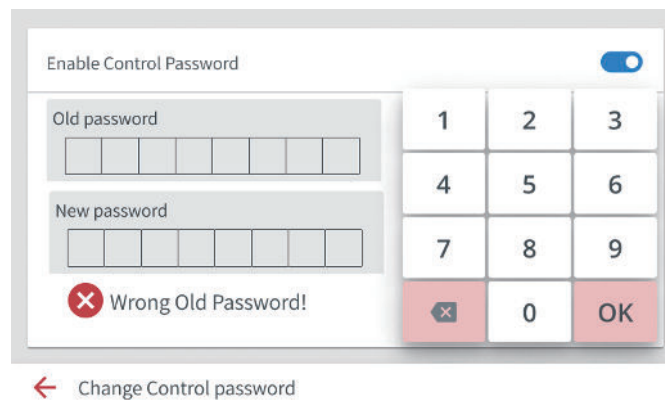 Enable Control Password
Old password
New password
Wrong Old Password!
1 2 3
4 5 6
7 8 9
0 OK
Change Control password